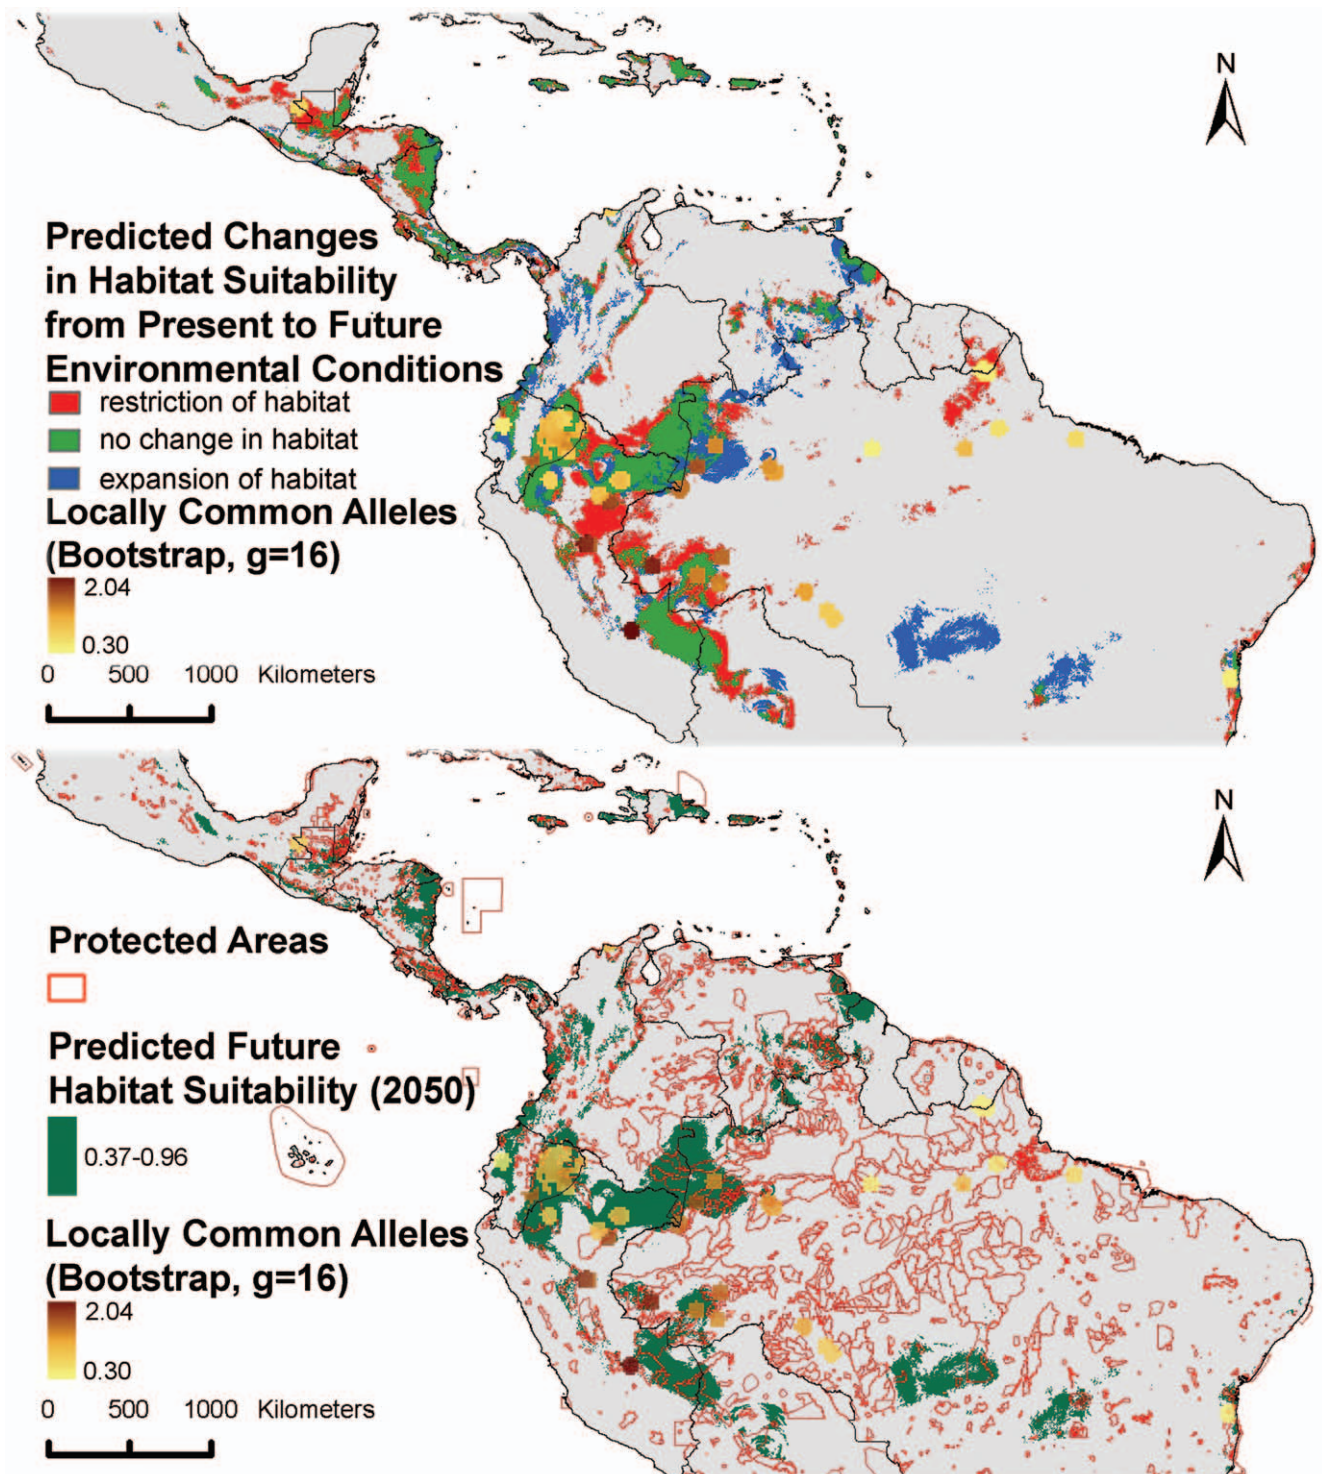 N
Predicted Changes
in Habitat Suitability
from Present to Future
Environmental Conditions
restriction of habitat
no change in habitat
expansion of habitat
Locally Common Alleles
(Bootstrap, g=16)
2.04
0.30
0 500 1000 Kilometers
N
Protected Areas
Predicted Future
Habitat Suitability (2050)
0.37-0.96
Locally Common Alleles
(Bootstrap, g=16)
2.04
0.30
0 500 1000 Kilometers